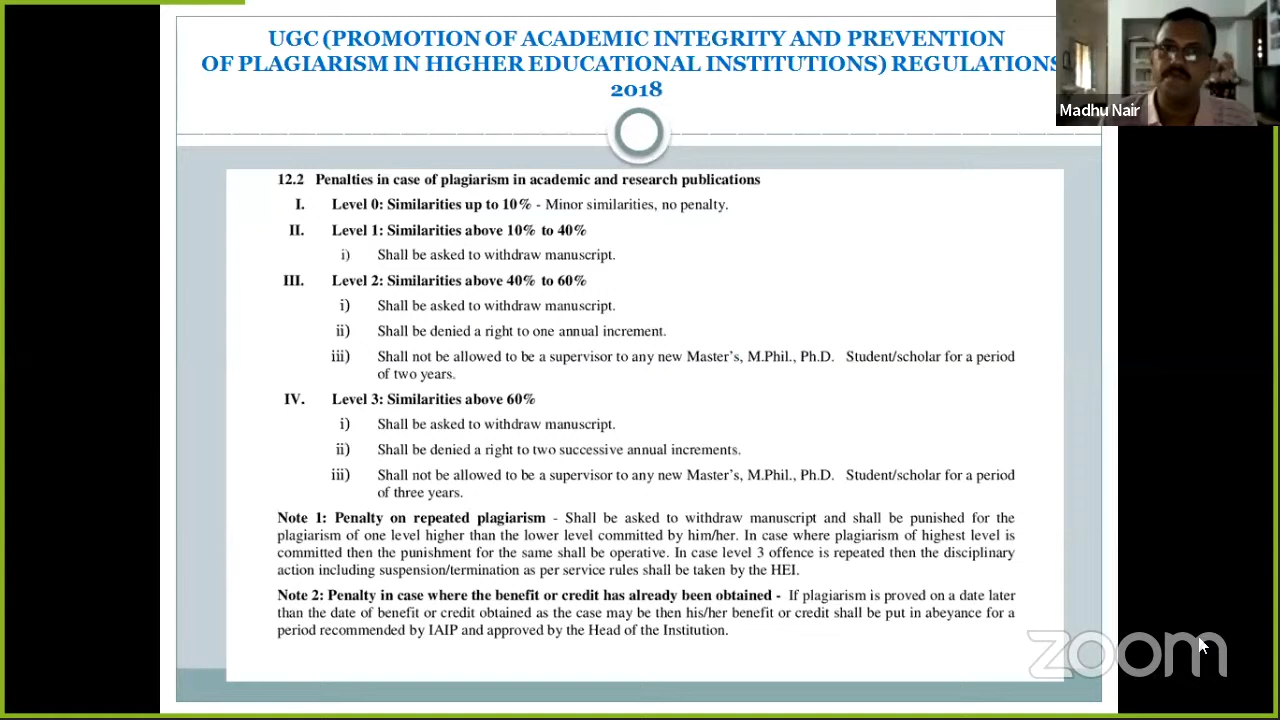 UGC (PROMOTION OF ACADEMIC INTEGRITY AND PREVENTION
OF PLAGIARISM IN HIGHER EDUCATIONAL INSTITUTIONS) REGULATIONS
2018
Madhu Nair
12.2 Penalties in case of plagiarism in academic and research publications
I. Level 0: Similarities up to 10% - Minor similarities, no penalty.
II. Level 1: Similarities above 10% to 40%
i) Shall be asked to withdraw manuscript.
III. Level 2: Similarities above 40% to 60%
i) Shall be asked to withdraw manuscript.
ii) Shall be denied a right to one annual increment.
iii) Shall not be allowed to be a supervisor to any new Master's, M.Phil., Ph.D. Student/scholar for a period
of two years.
IV. Level 3: Similarities above 60%
i) Shall be asked to withdraw manuscript.
ii) Shall be denied a right to two successive annual increments.
iii) Shall not be allowed to be a supervisor to any new Master's, M.Phil., Ph.D. Student/scholar for a period
of three years.
Note 1: Penalty on repeated plagiarism - Shall be asked to withdraw manuscript and shall be punished for the
plagiarism of one level higher than the lower level committed by him/her. In case where plagiarism of highest level is
committed then the punishment for the same shall be operative. In case level 3 offence is repeated then the disciplinary
action including suspension/termination as per service rules shall be taken by the HEI.
Note 2: Penalty in case where the benefit or credit has already been obtained - If plagiarism is proved on a date later
than the date of benefit or credit obtained as the case may be then his/her benefit or credit shall be put in abeyance for a
period recommended by IAIP and approved by the Head of the Institution.
zoom